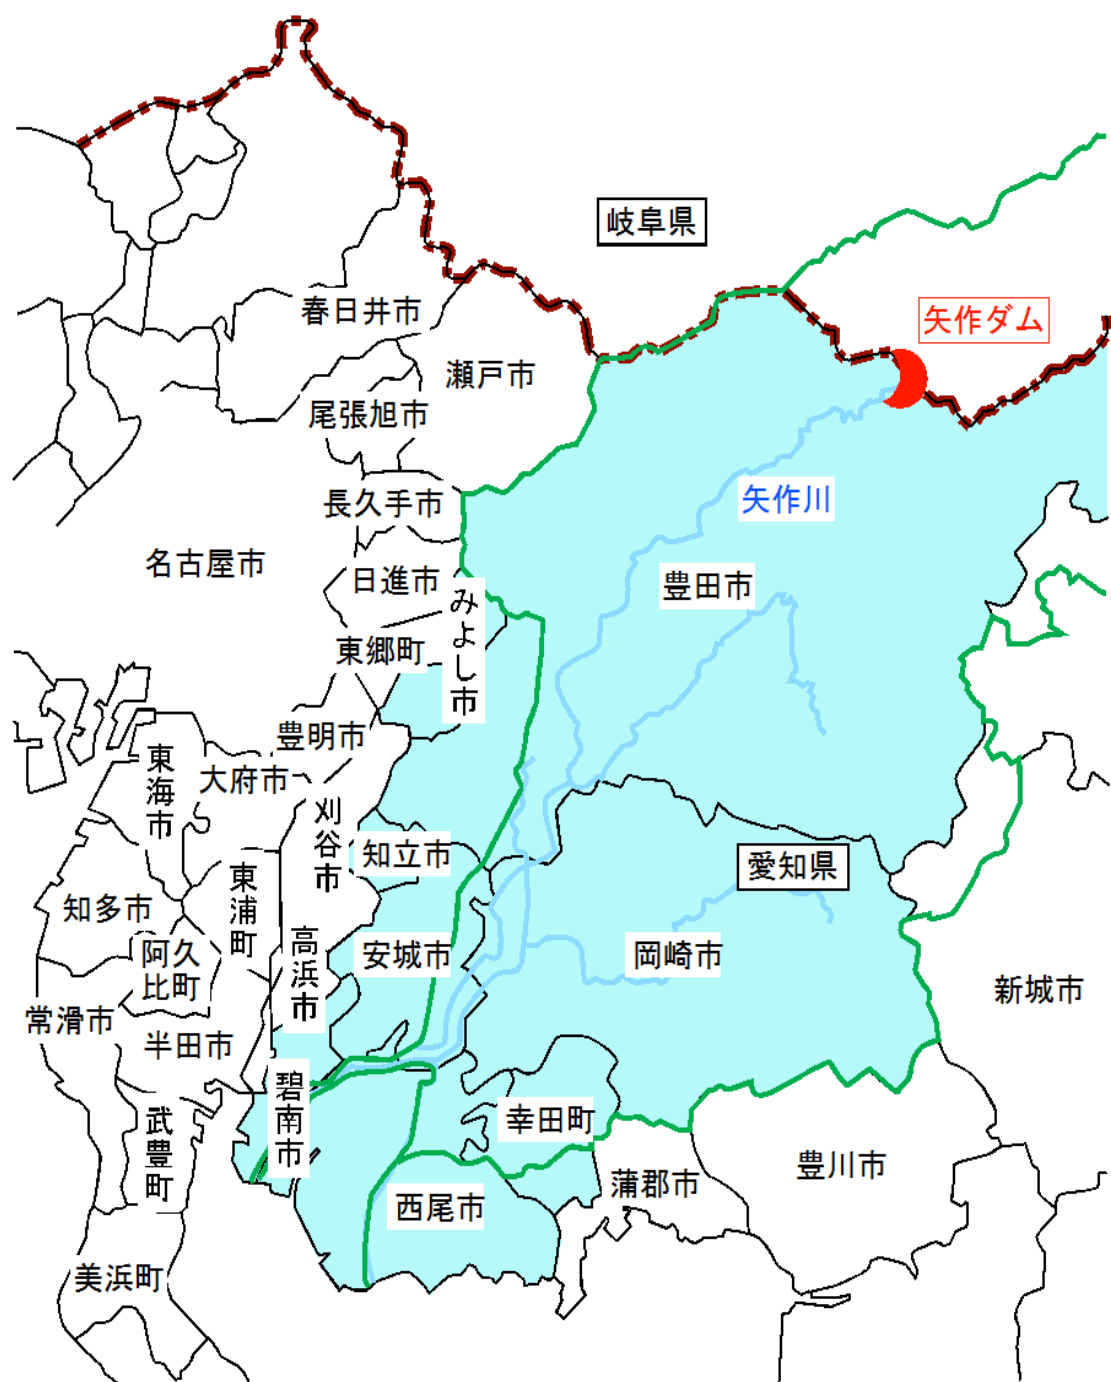 岐阜県
春日井市
矢作ダム
瀬戸市
尾張旭市
長久手市
矢作川
名古屋市
日進市
豊田市
みよし市
東郷町
豊明市
東海市
大府市
刈谷市
知立市
愛知県
東浦町
知多市
高浜市
阿久
比町
安城市
岡崎市
新城市
常滑市
半田市
碧南市
武豊町
幸田町
豊川市
蒲郡市
西尾市
美浜町